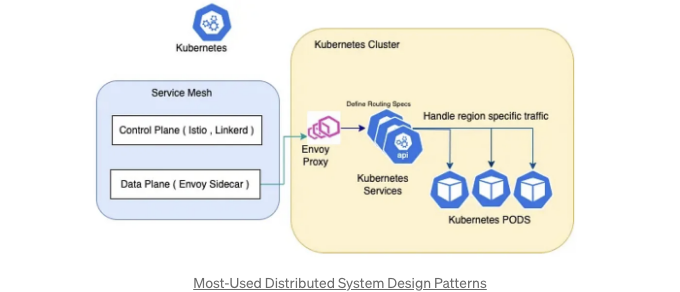 Kubernetes
Kubernetes Cluster
Service Mesh
Control Plane ( Istio , Linkerd )
Data Plane ( Envoy Sidecar )
Envoy
Proxy
Define Routing Specs
api
Kubernetes
Services
Handle region specific traffic
Kubernetes PODS
Most-Used Distributed System Design Patterns